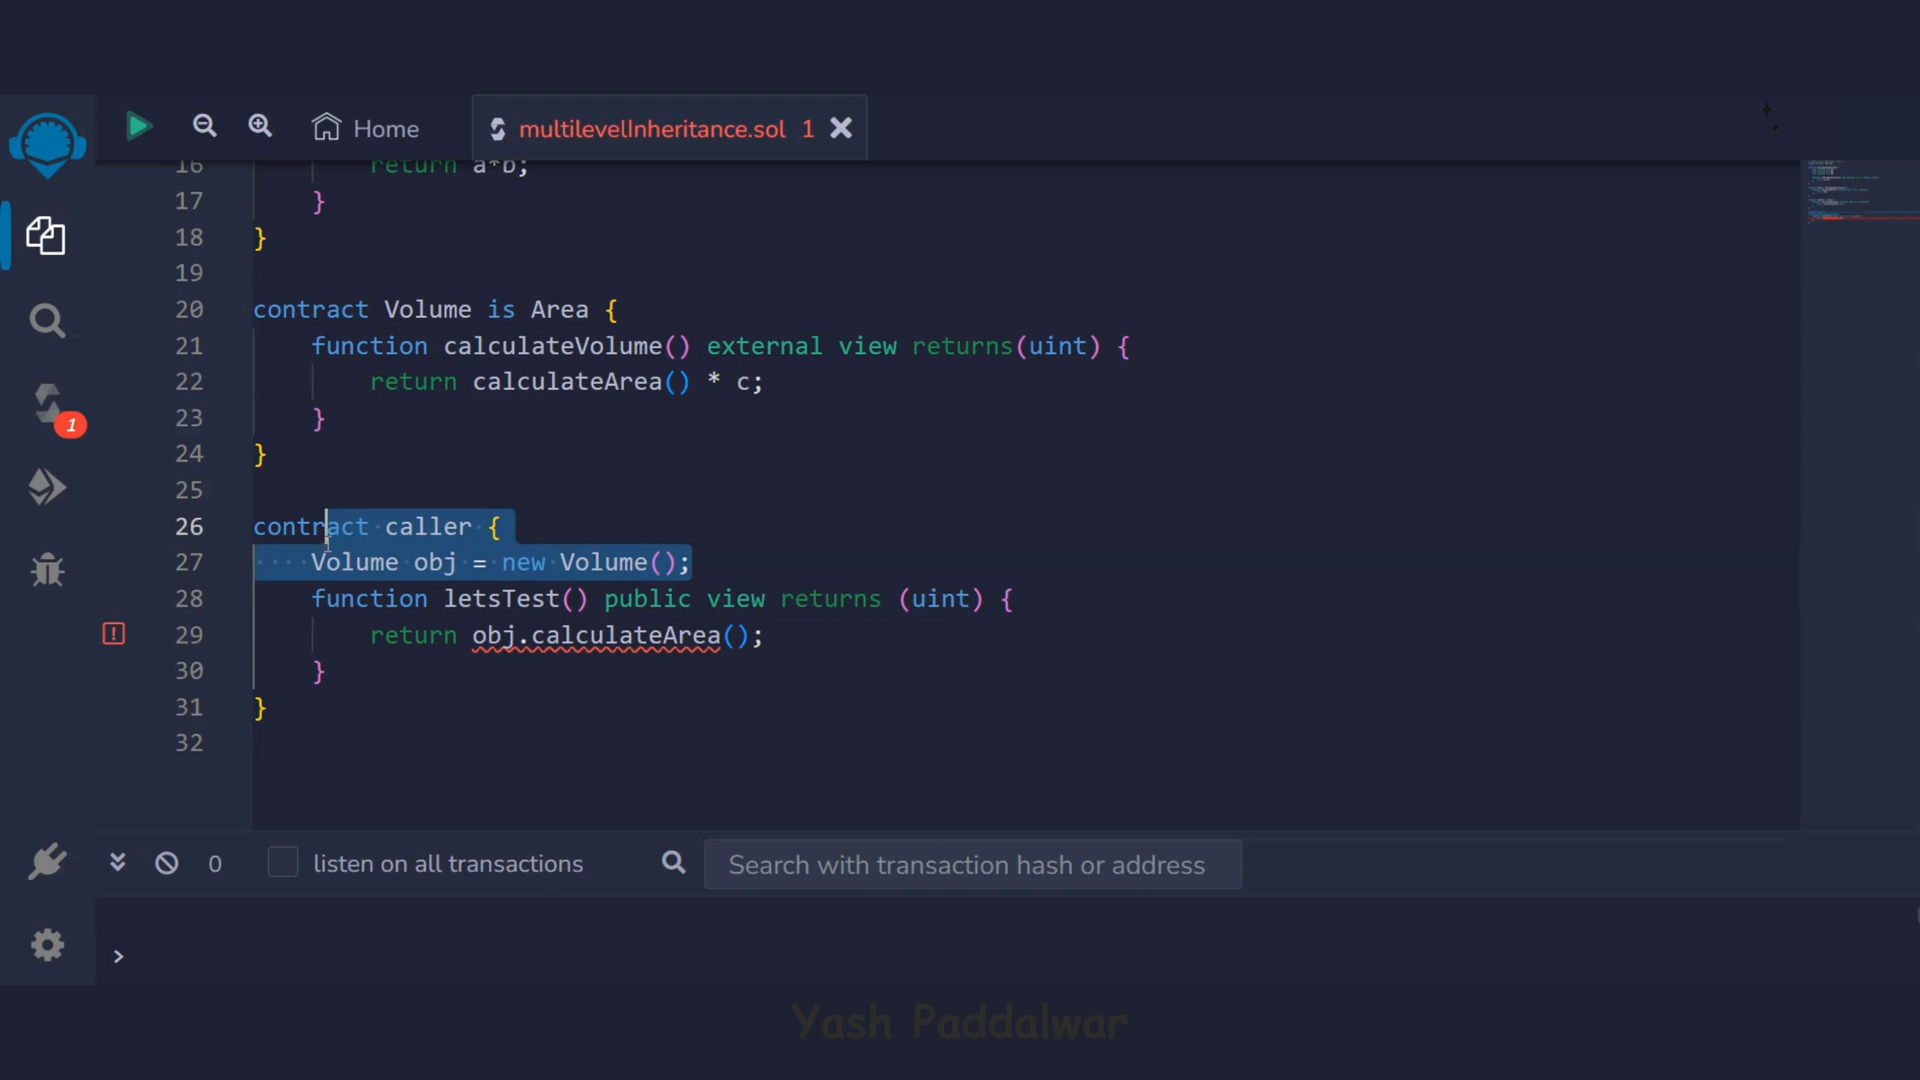 Home
multilevelInheritance.sol 1
16 return a*b;
17 }
18 }
19
20 contract Volume is Area {
21 function calculateVolume() external view returns(uint) {
22 return calculateArea() * c;
23 }
24 }
25
26 contract caller {
27 Volume obj = new Volume();
28 function letsTest() public view returns (uint) {
29 return obj.calculateArea();
30 }
31 }
32
1
0 listen on all transactions Search with transaction hash or address
>
Yash Paddalwar